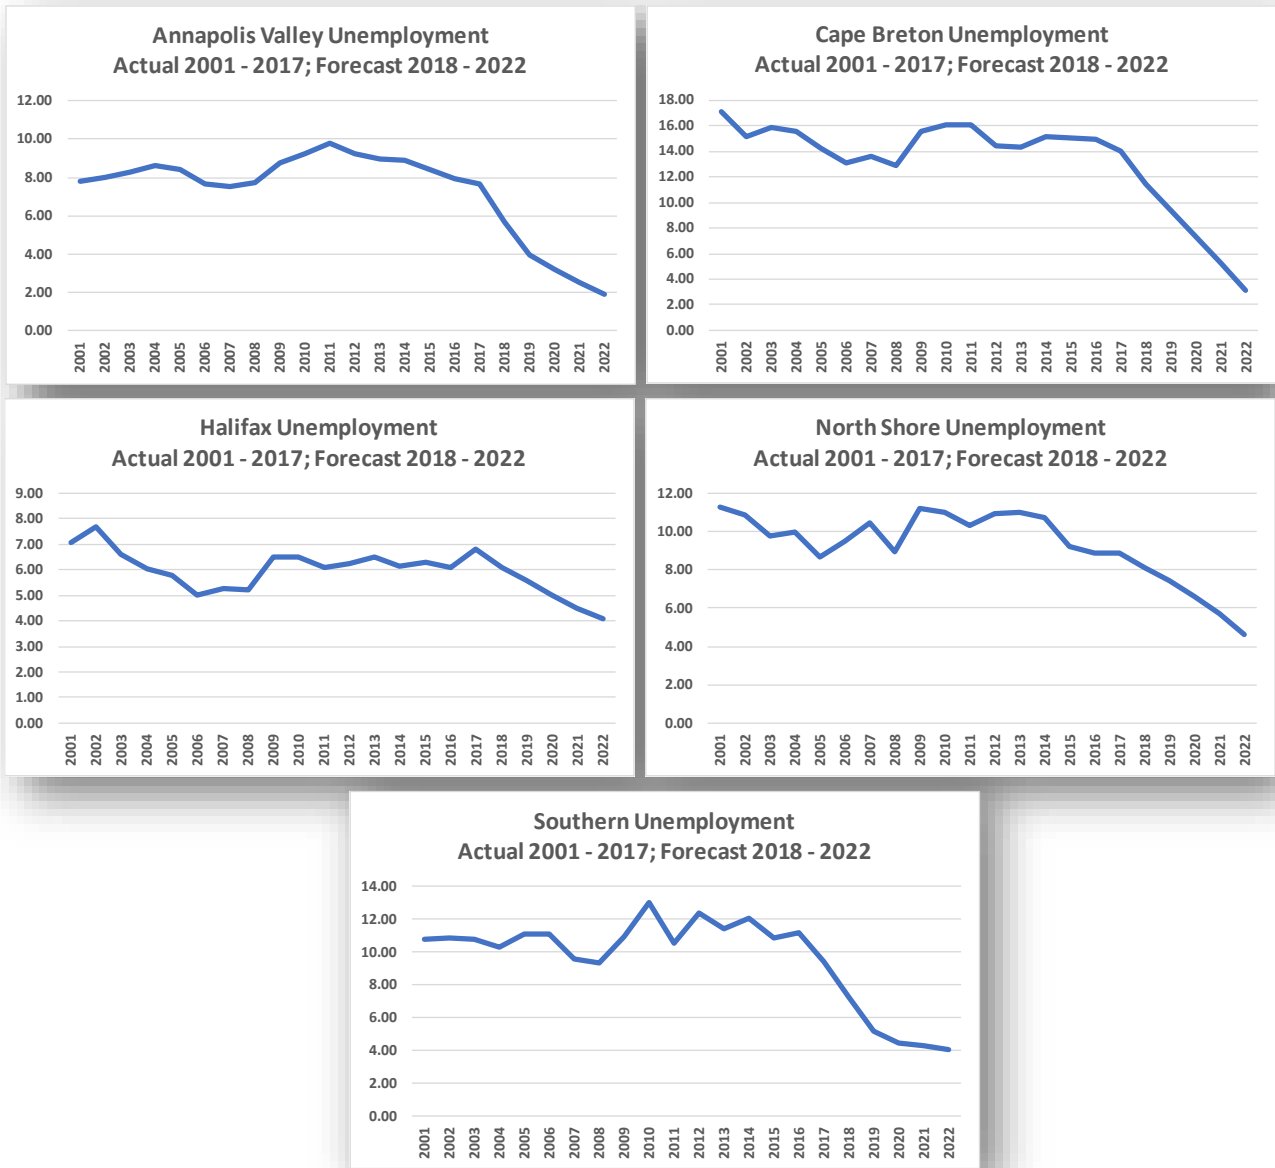 Annapolis Valley Unemployment
Actual 2001 - 2017; Forecast 2018 - 2022
12.00
10.00
8.00
6.00
4.00
2.00
0.00
2001 2002 2003 2004 2005 2006 2007 2008 2009 2010 2011 2012 2013 2014 2015 2016 2017 2018 2019 2020 2021 2022
Cape Breton Unemployment
Actual 2001 - 2017; Forecast 2018 - 2022
18.00
16.00
14.00
12.00
10.00
8.00
6.00
4.00
2.00
0.00
2001 2002 2003 2004 2005 2006 2007 2008 2009 2010 2011 2012 2013 2014 2015 2016 2017 2018 2019 2020 2021 2022
Halifax Unemployment
Actual 2001 - 2017; Forecast 2018 - 2022
9.00
8.00
7.00
6.00
5.00
4.00
3.00
2.00
1.00
0.00
2001 2002 2003 2004 2005 2006 2007 2008 2009 2010 2011 2012 2013 2014 2015 2016 2017 2018 2019 2020 2021 2022
North Shore Unemployment
Actual 2001 - 2017; Forecast 2018 - 2022
12.00
10.00
8.00
6.00
4.00
2.00
0.00
2001 2002 2003 2004 2005 2006 2007 2008 2009 2010 2011 2012 2013 2014 2015 2016 2017 2018 2019 2020 2021 2022
Southern Unemployment
Actual 2001 - 2017; Forecast 2018 - 2022
14.00
12.00
10.00
8.00
6.00
4.00
2.00
0.00
2001 2002 2003 2004 2005 2006 2007 2008 2009 2010 2011 2012 2013 2014 2015 2016 2017 2018 2019 2020 2021 2022